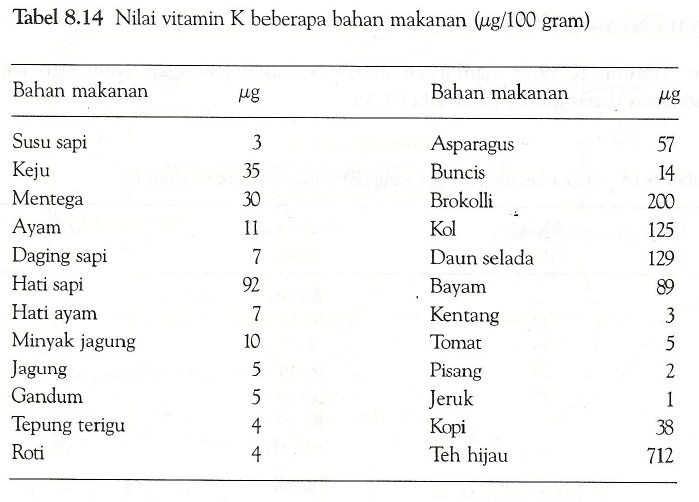 Tabel 8.14 Nilai vitamin K beberapa bahan makanan (μg/100 gram)
Bahan makanan μg Bahan makanan μg
Susu sapi 3 Asparagus 57
Keju 35 Buncis 14
Mentega 30 Brokolli 200
Ayam 11 Kol 125
Daging sapi 7 Daun selada 129
Hati sapi 92 Bayam 89
Hati ayam 7 Kentang 3
Minyak jagung 10 Tomat 5
Jagung 5 Pisang 2
Gandum 5 Jeruk 1
Tepung terigu 4 Kopi 38
Roti 4 Teh hijau 712